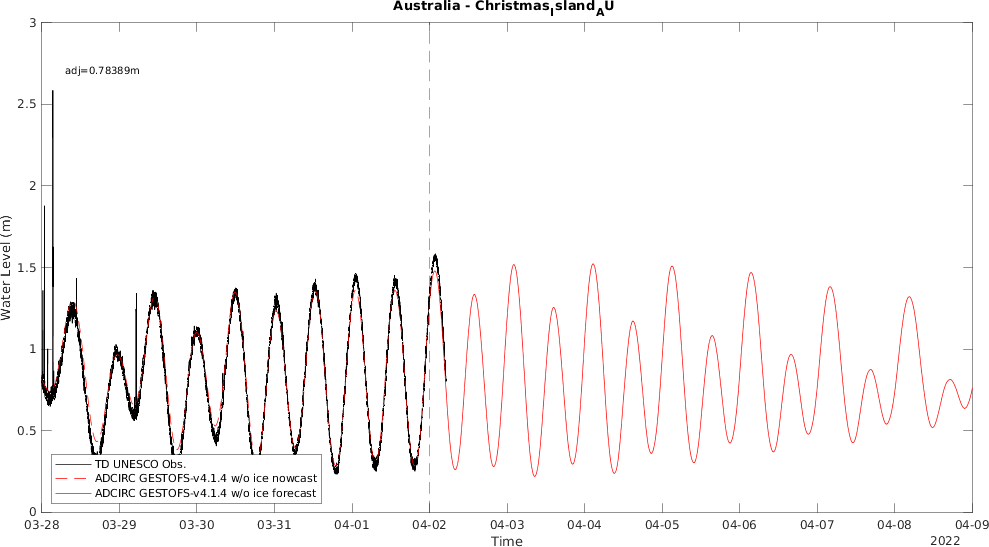 Australia - Christmas_Island_AU
3
adj=0.78389m
2.5
2
1.5
Water Level (m)
1
0.5
TD UNESCO Obs.
ADCIRC GESTOFS-v4.1.4 w/o ice nowcast
ADCIRC GESTOFS-v4.1.4 w/o ice forecast
0
03-28 03-29 03-30 03-31 04-01 04-02 04-03 04-04 04-05 04-06 04-07 04-08 04-09
Time
2022